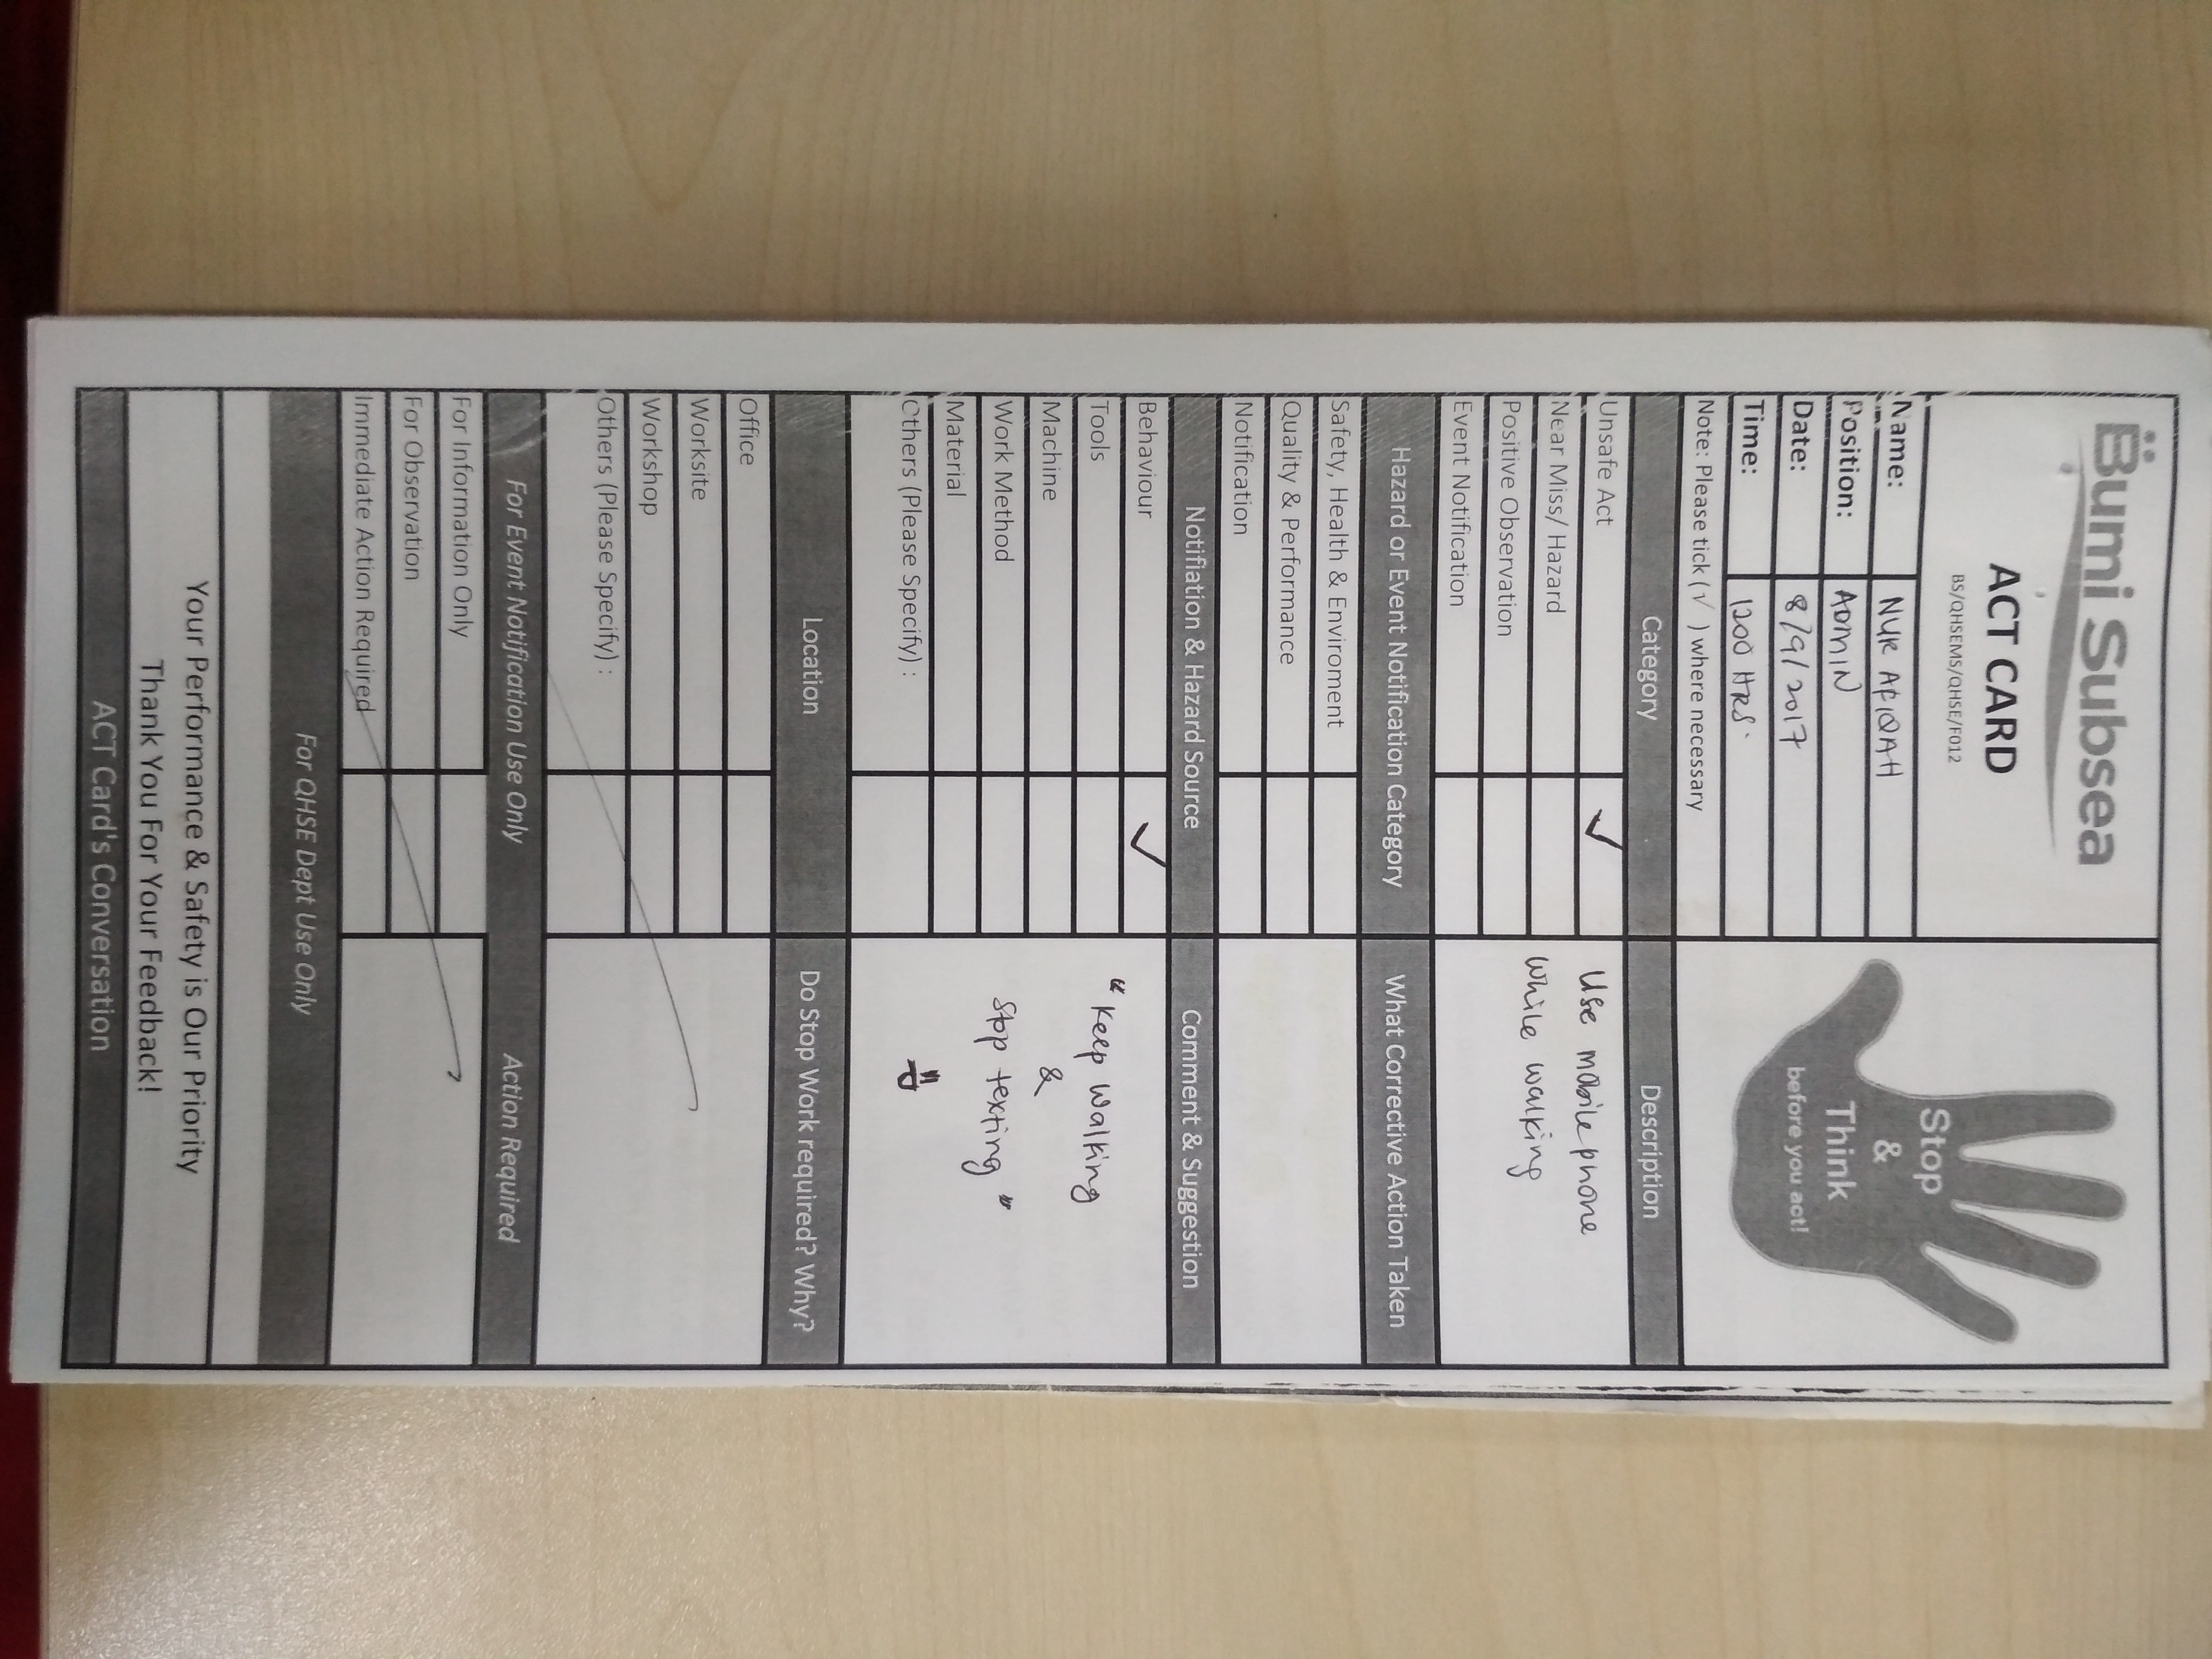 Bumi Subsea
ACT CARD
BS/QHSEMS/QHSE/F012
Stop
&
Think
before you act!
Name: NUR AFIQAH
Position: ADMIN
Date: 8/9/2017
Time: 1200 HRS.
Note: Please tick (√ ) where necessary
Category Description
Unsafe Act ✓ Use mobile phone
Near Miss/ Hazard while walking
Positive Observation
Event Notification
Hazard or Event Notification Category What Corrective Action Taken
Safety, Health & Enviroment
Quality & Performance
Notification
Notifiation & Hazard Source Comment & Suggestion
Behaviour ✓ "Keep walking
Tools
Machine &
Work Method stop texting"
Material
Others (Please Specify) :
Location Do Stop Work required? Why?
Office
Worksite
Workshop
Others (Please Specify) :
For Event Notification Use Only Action Required
For Information Only
For Observation
Immediate Action Required
For QHSE Dept Use Only
Your Performance & Safety is Our Priority
Thank You For Your Feedback!
ACT Card's Conversation